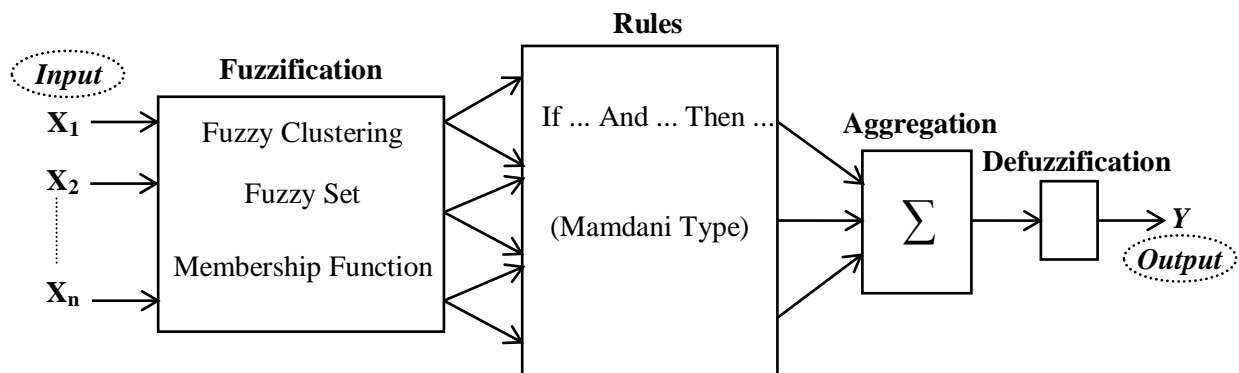 Rules
Input
Fuzzification
X1
Fuzzy Clustering
If ... And ... Then ...
Aggregation
X2
Fuzzy Set
Defuzzification
(Mamdani Type)
∑
Y
Membership Function
Output
Xn